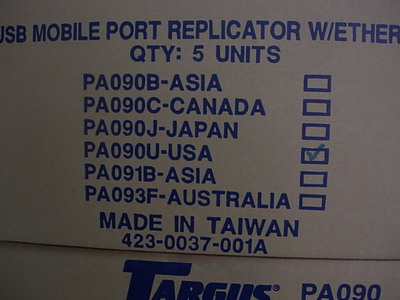 USB MOBILE PORT REPLICATOR W/ETHER
QTY: 5 UNITS
PA090B-ASIA
PA090C-CANADA
PA090J-JAPAN
PA090U-USA
PA091B-ASIA
PA093F-AUSTRALIA
MADE IN TAIWAN
423-0037-001A
TARGUS® PA090